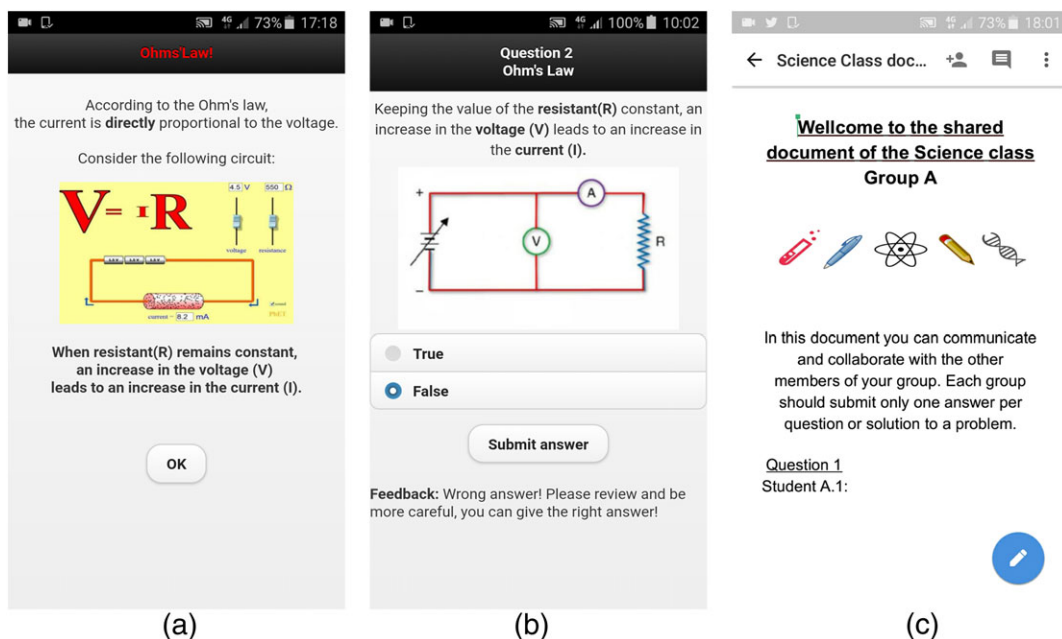 4G 73% 17:18
Ohms'Law!
According to the Ohm's law,
the current is directly proportional to the voltage.
Consider the following circuit:
V= IR
4.5 V 550 Ω
voltage resistance
current = 8.2 mA
sound
PhET
When resistant(R) remains constant,
an increase in the voltage (V)
leads to an increase in the current (I).
OK
(a)
4G 100% 10:02
Question 2
Ohm's Law
Keeping the value of the resistant(R) constant, an
increase in the voltage (V) leads to an increase in
the current (I).
+ A
V R
−
True
False
Submit answer
Feedback: Wrong answer! Please review and be
more careful, you can give the right answer!
(b)
4G 73% 18:01
Science Class doc...
Wellcome to the shared
document of the Science class
Group A
In this document you can communicate
and collaborate with the other
members of your group. Each group
should submit only one answer per
question or solution to a problem.
Question 1
Student A.1:
(c)